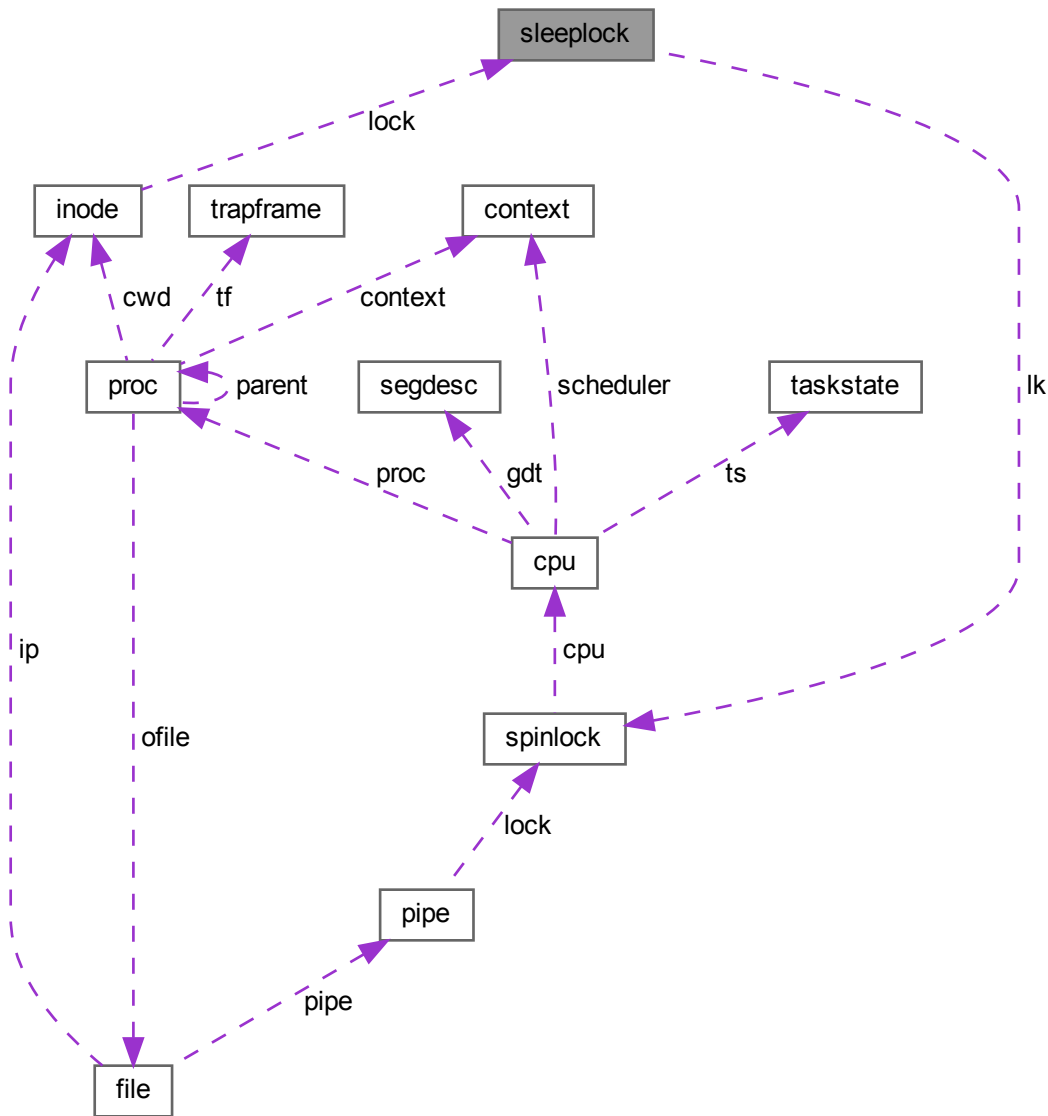 sleeplock
lock
inode
trapframe
context
cwd
tf
context
proc
parent
segdesc
scheduler
taskstate
lk
proc
gdt
ts
cpu
ip
cpu
ofile
spinlock
lock
pipe
pipe
file